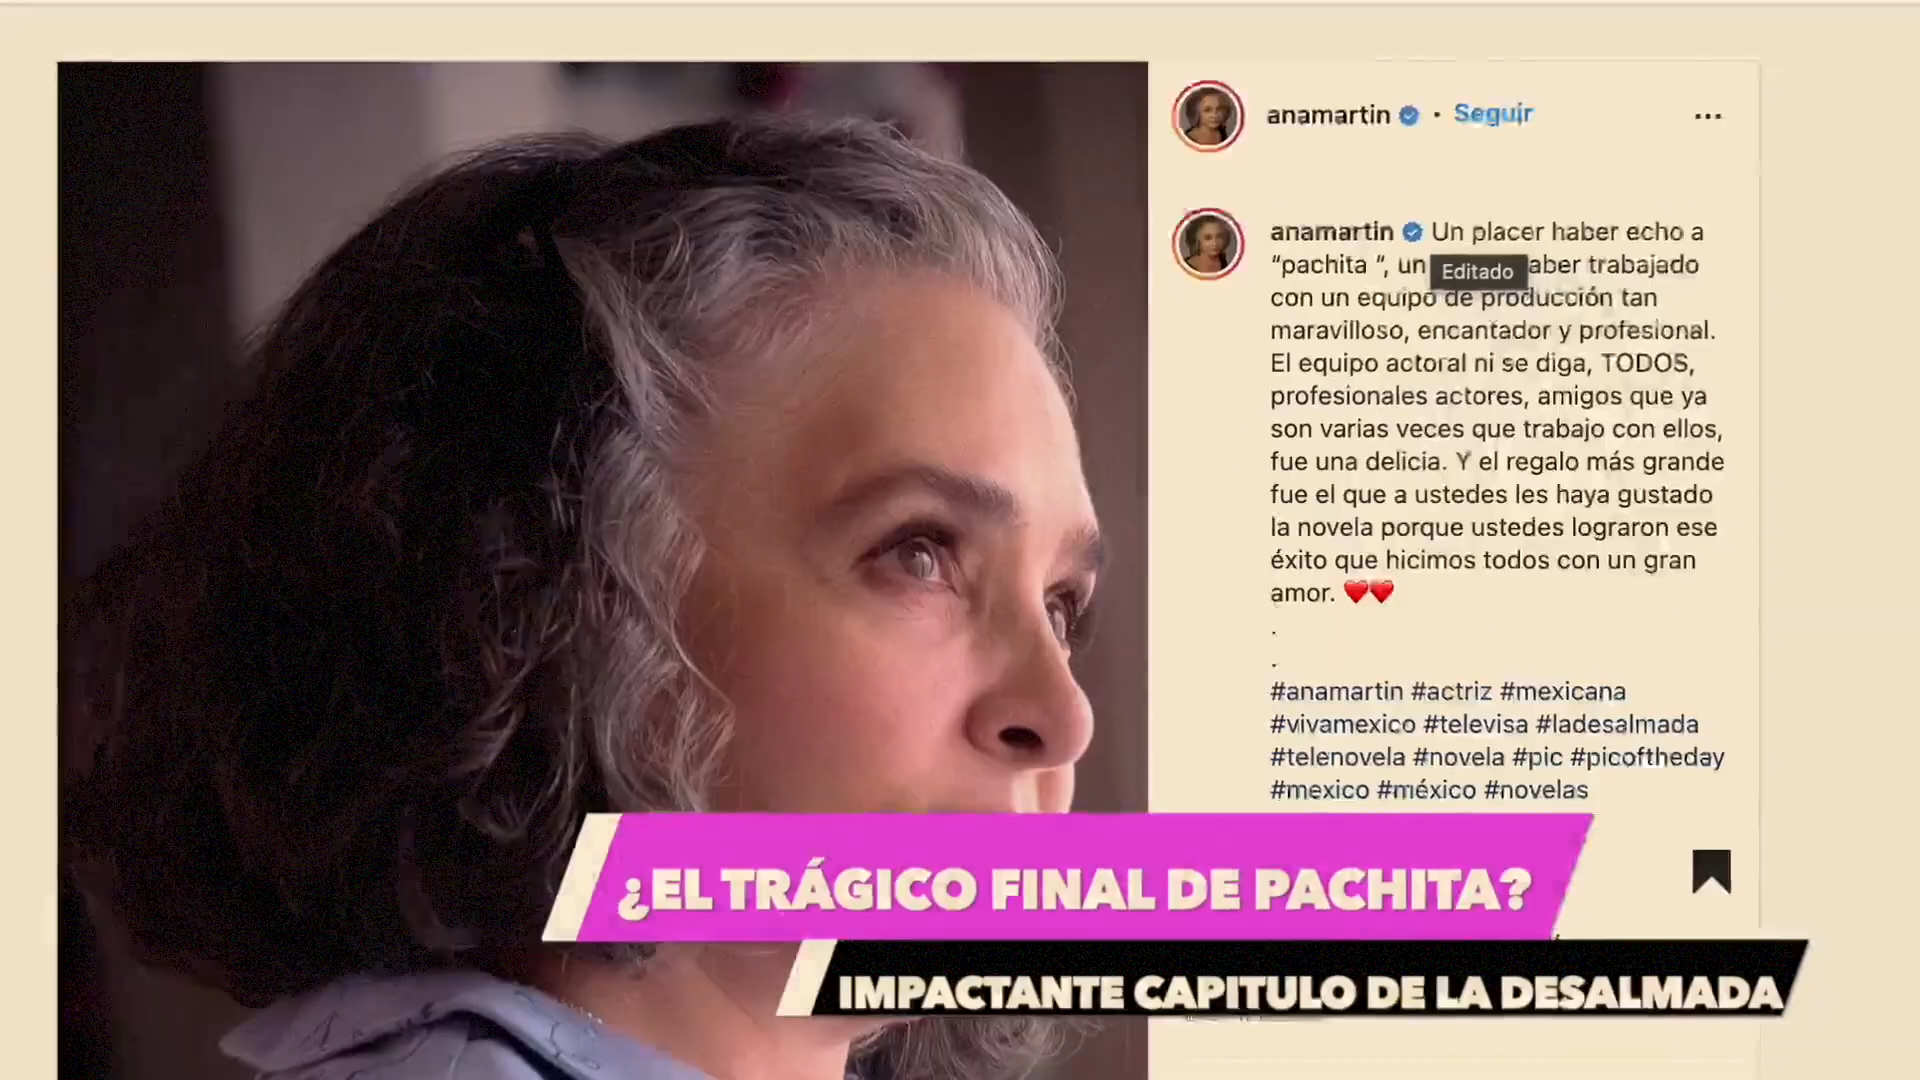 anamartin • Seguir
anamartin Un placer haber echo a
“pachita “, un aber trabajado
Editado
con un equipo de producción tan
maravilloso, encantador y profesional.
El equipo actoral ni se diga, TODOS,
profesionales actores, amigos que ya
son varias veces que trabajo con ellos,
fue una delicia. Y el regalo más grande
fue el que a ustedes les haya gustado
la novela porque ustedes lograron ese
éxito que hicimos todos con un gran
amor. ❤️❤️
.
.
#anamartin #actriz #mexicana
#vivamexico #televisa #ladesalmada
#telenovela #novela #pic #picoftheday
#mexico #méxico #novelas
¿EL TRÁGICO FINAL DE PACHITA?
IMPACTANTE CAPITULO DE LA DESALMADA